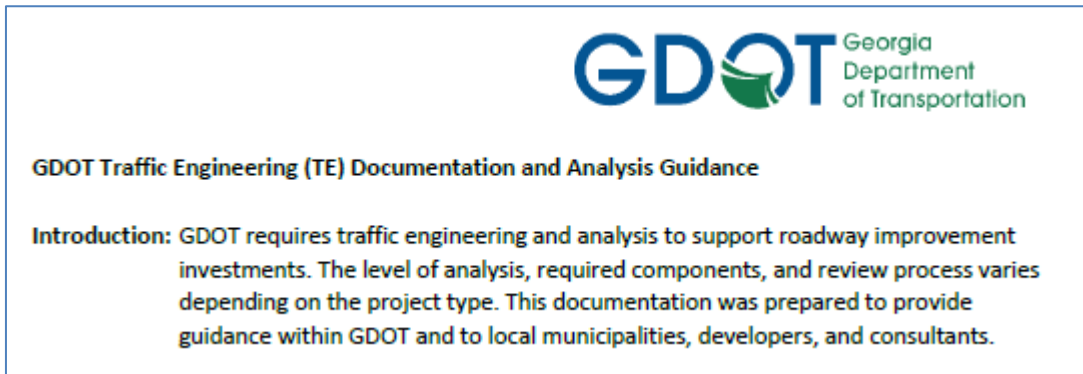 GDOT Georgia
Department
of Transportation
GDOT Traffic Engineering (TE) Documentation and Analysis Guidance
Introduction: GDOT requires traffic engineering and analysis to support roadway improvement
investments. The level of analysis, required components, and review process varies
depending on the project type. This documentation was prepared to provide
guidance within GDOT and to local municipalities, developers, and consultants.